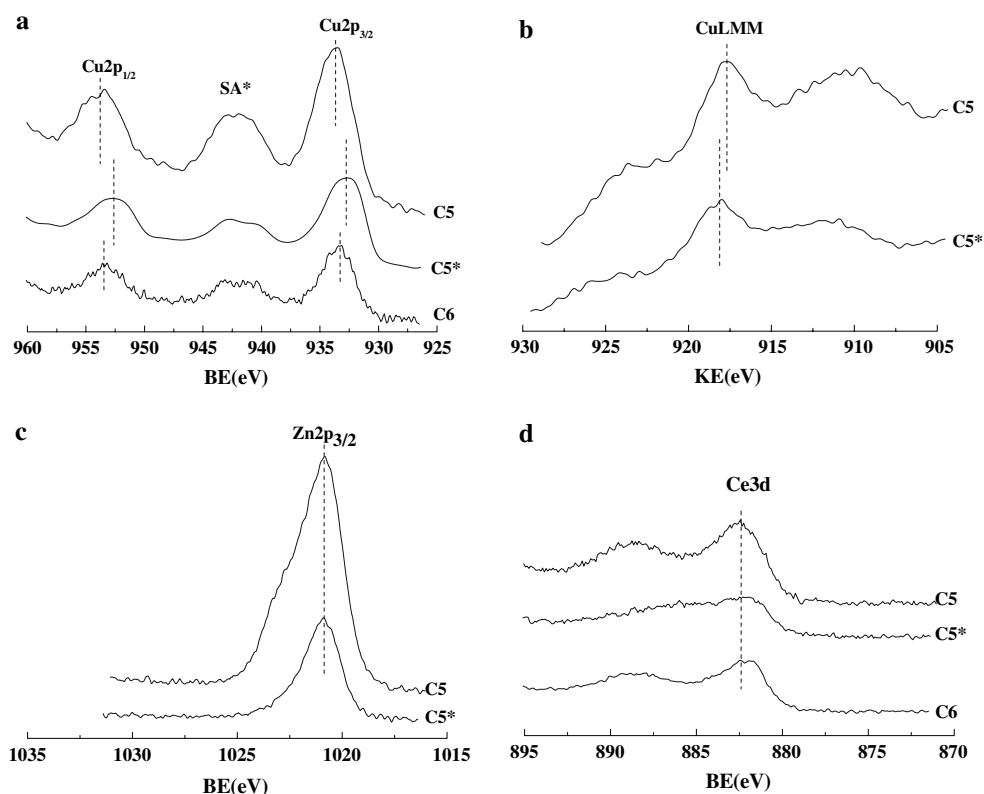 a
Cu2p3/2
Cu2p1/2
SA*
C5
C5*
C6
960 955 950 945 940 935 930 925
BE(eV)
b
CuLMM
C5
C5*
930 925 920 915 910 905
KE(eV)
c
Zn2p3/2
C5
C5*
1035 1030 1025 1020 1015
BE(eV)
d
Ce3d
C5
C5*
C6
895 890 885 880 875 870
BE(eV)